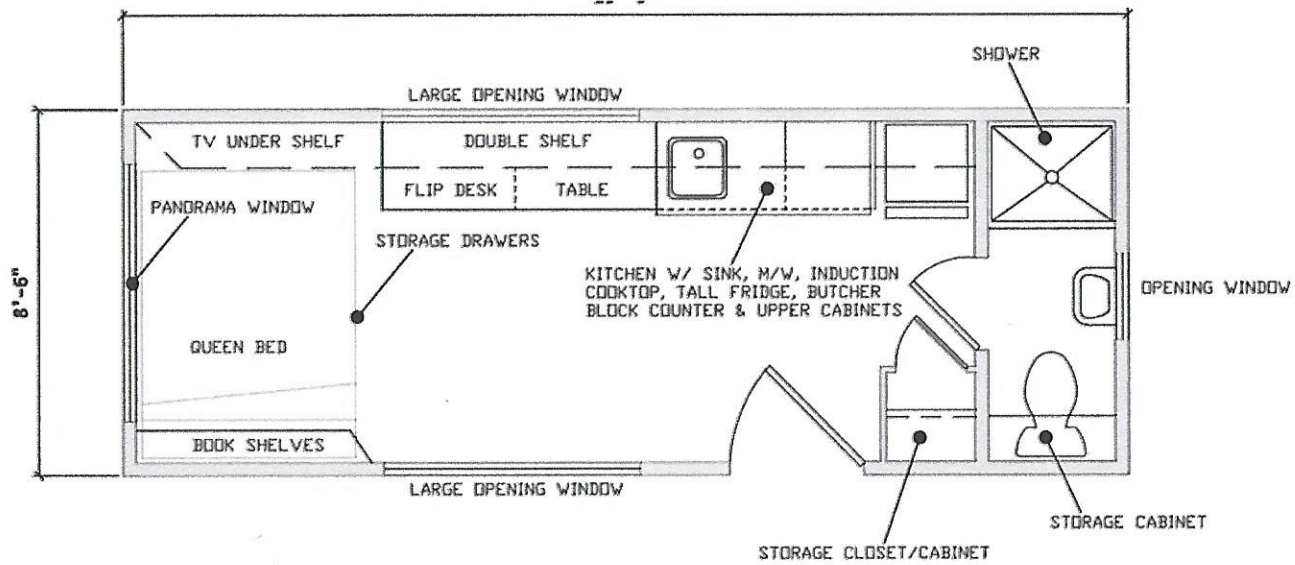 SHOWER
LARGE OPENING WINDOW
TV UNDER SHELF
DOUBLE SHELF
FLIP DESK
TABLE
PANORAMA WINDOW
STORAGE DRAWERS
8'-6"
KITCHEN W/ SINK, M/W, INDUCTION
COOKTOP, TALL FRIDGE, BUTCHER
BLOCK COUNTER & UPPER CABINETS
OPENING WINDOW
QUEEN BED
BOOK SHELVES
LARGE OPENING WINDOW
STORAGE CABINET
STORAGE CLOSET/CABINET